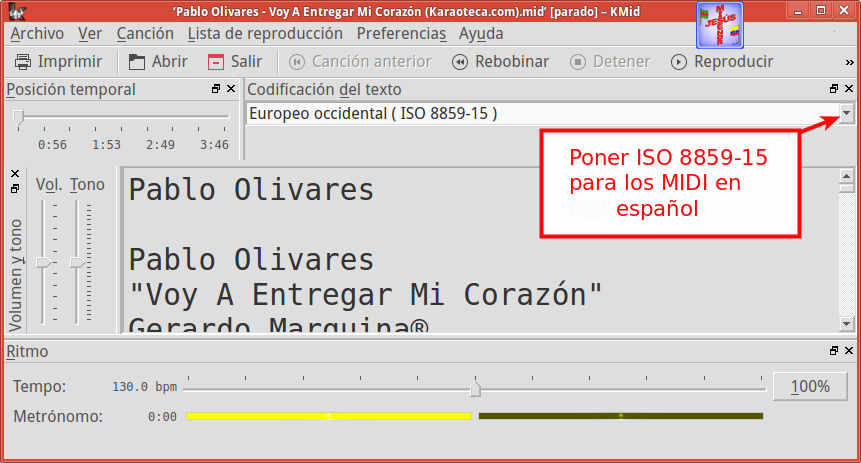 ‘Pablo Olivares - Voy A Entregar Mi Corazón (Karaoteca.com).mid’ [parado] – KMid
Archivo Ver Canción Lista de reproducción Preferencias Ayuda
Imprimir Abrir Salir Canción anterior Rebobinar Detener Reproducir »
Posición temporal
Codificación del texto
Europeo occidental ( ISO 8859-15 )
0:56 1:53 2:49 3:46
Poner ISO 8859-15
para los MIDI en
español
Volumen y tono
Vol. Tono
Pablo Olivares
Pablo Olivares
"Voy A Entregar Mi Corazón"
Gerardo Marquina®
Ritmo
Tempo: 130.0 bpm 100%
Metrónomo: 0:00